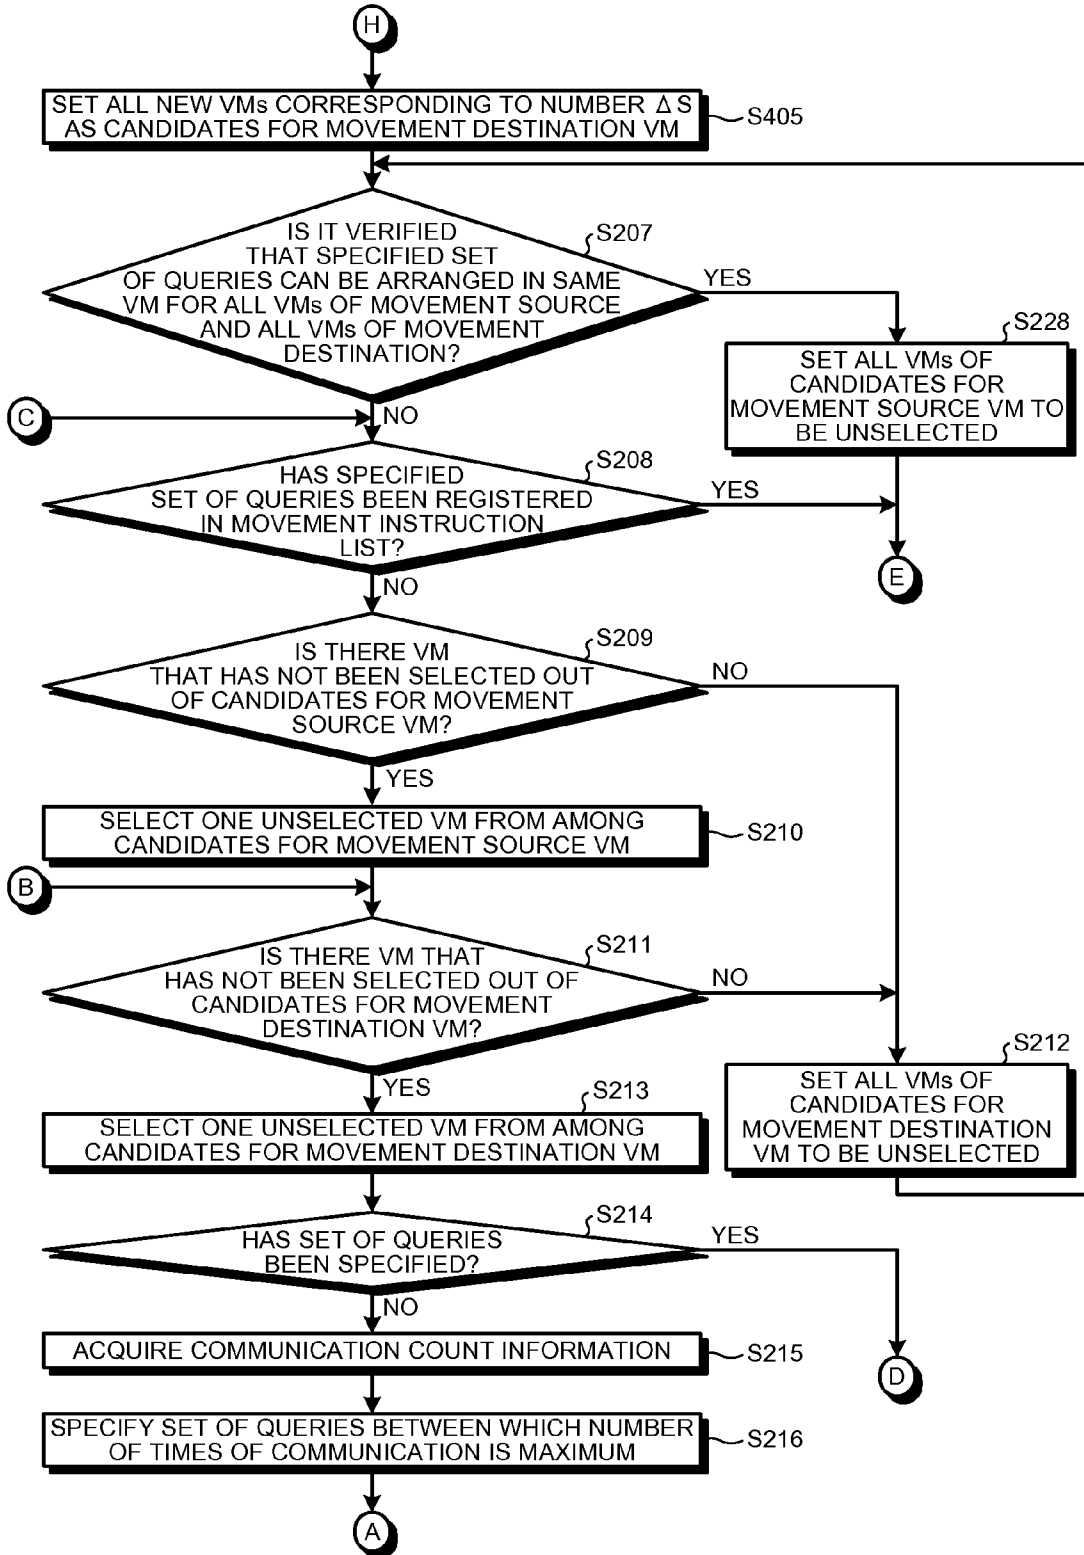 H
SET ALL NEW VMs CORRESPONDING TO NUMBER ΔS
AS CANDIDATES FOR MOVEMENT DESTINATION VM
S405
IS IT VERIFIED
THAT SPECIFIED SET
OF QUERIES CAN BE ARRANGED IN SAME
VM FOR ALL VMs OF MOVEMENT SOURCE
AND ALL VMs OF MOVEMENT
DESTINATION?
S207
YES
NO
S228
SET ALL VMs OF
CANDIDATES FOR
MOVEMENT SOURCE VM TO
BE UNSELECTED
C
HAS SPECIFIED
SET OF QUERIES BEEN REGISTERED
IN MOVEMENT INSTRUCTION
LIST?
S208
YES
NO
E
IS THERE VM
THAT HAS NOT BEEN SELECTED OUT
OF CANDIDATES FOR MOVEMENT
SOURCE VM?
S209
NO
YES
SELECT ONE UNSELECTED VM FROM AMONG
CANDIDATES FOR MOVEMENT SOURCE VM
S210
B
IS THERE VM THAT
HAS NOT BEEN SELECTED OUT OF
CANDIDATES FOR MOVEMENT
DESTINATION VM?
S211
NO
YES
S212
SET ALL VMs OF
CANDIDATES FOR
MOVEMENT DESTINATION
VM TO BE UNSELECTED
S213
SELECT ONE UNSELECTED VM FROM AMONG
CANDIDATES FOR MOVEMENT DESTINATION VM
HAS SET OF QUERIES
BEEN SPECIFIED?
S214
YES
NO
ACQUIRE COMMUNICATION COUNT INFORMATION
S215
D
SPECIFY SET OF QUERIES BETWEEN WHICH NUMBER
OF TIMES OF COMMUNICATION IS MAXIMUM
S216
A